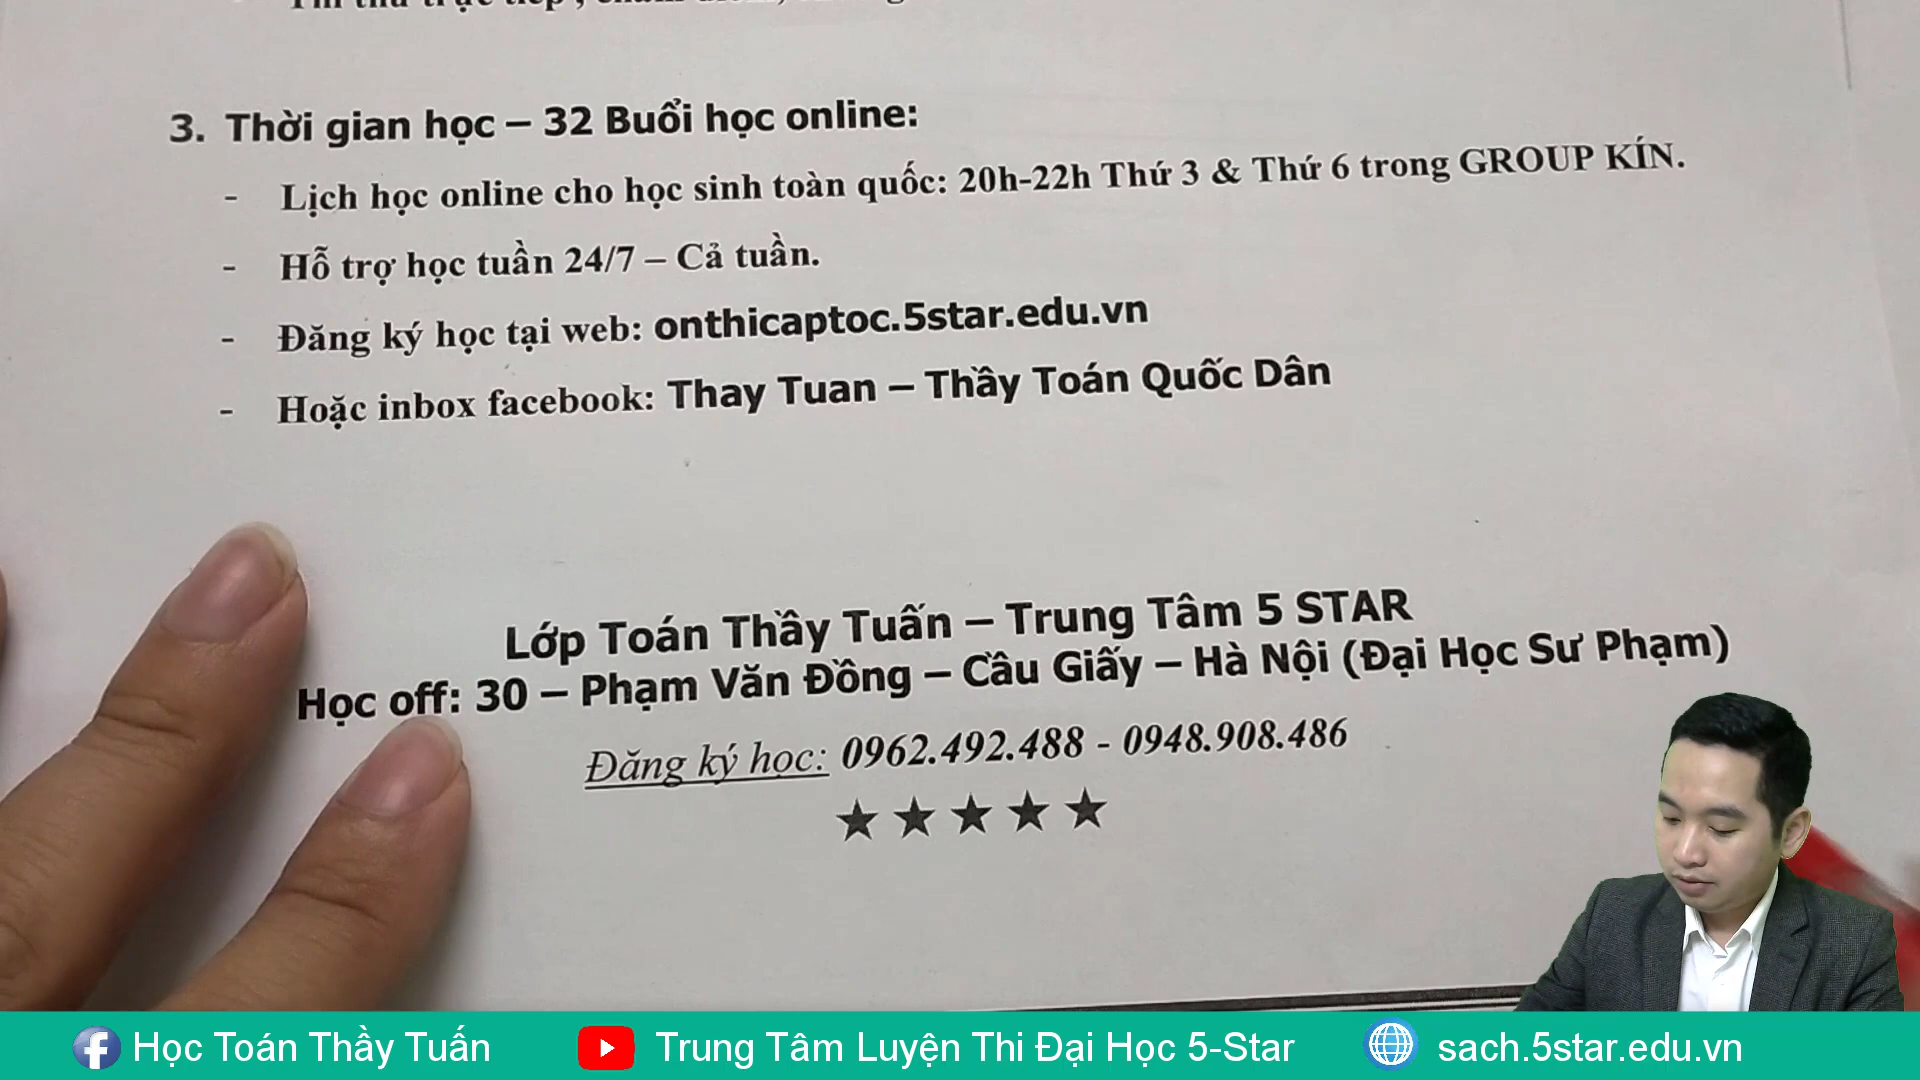 3. Thời gian học – 32 Buổi học online:
- Lịch học online cho học sinh toàn quốc: 20h-22h Thứ 3 & Thứ 6 trong GROUP KÍN.
- Hỗ trợ học tuần 24/7 – Cả tuần.
- Đăng ký học tại web: onthicaptoc.5star.edu.vn
- Hoặc inbox facebook: Thay Tuan – Thầy Toán Quốc Dân
Lớp Toán Thầy Tuấn – Trung Tâm 5 STAR
Học off: 30 – Phạm Văn Đồng – Cầu Giấy – Hà Nội (Đại Học Sư Phạm)
Đăng ký học: 0962.492.488 - 0948.908.486
Học Toán Thầy Tuấn
Trung Tâm Luyện Thi Đại Học 5-Star
sach.5star.edu.vn